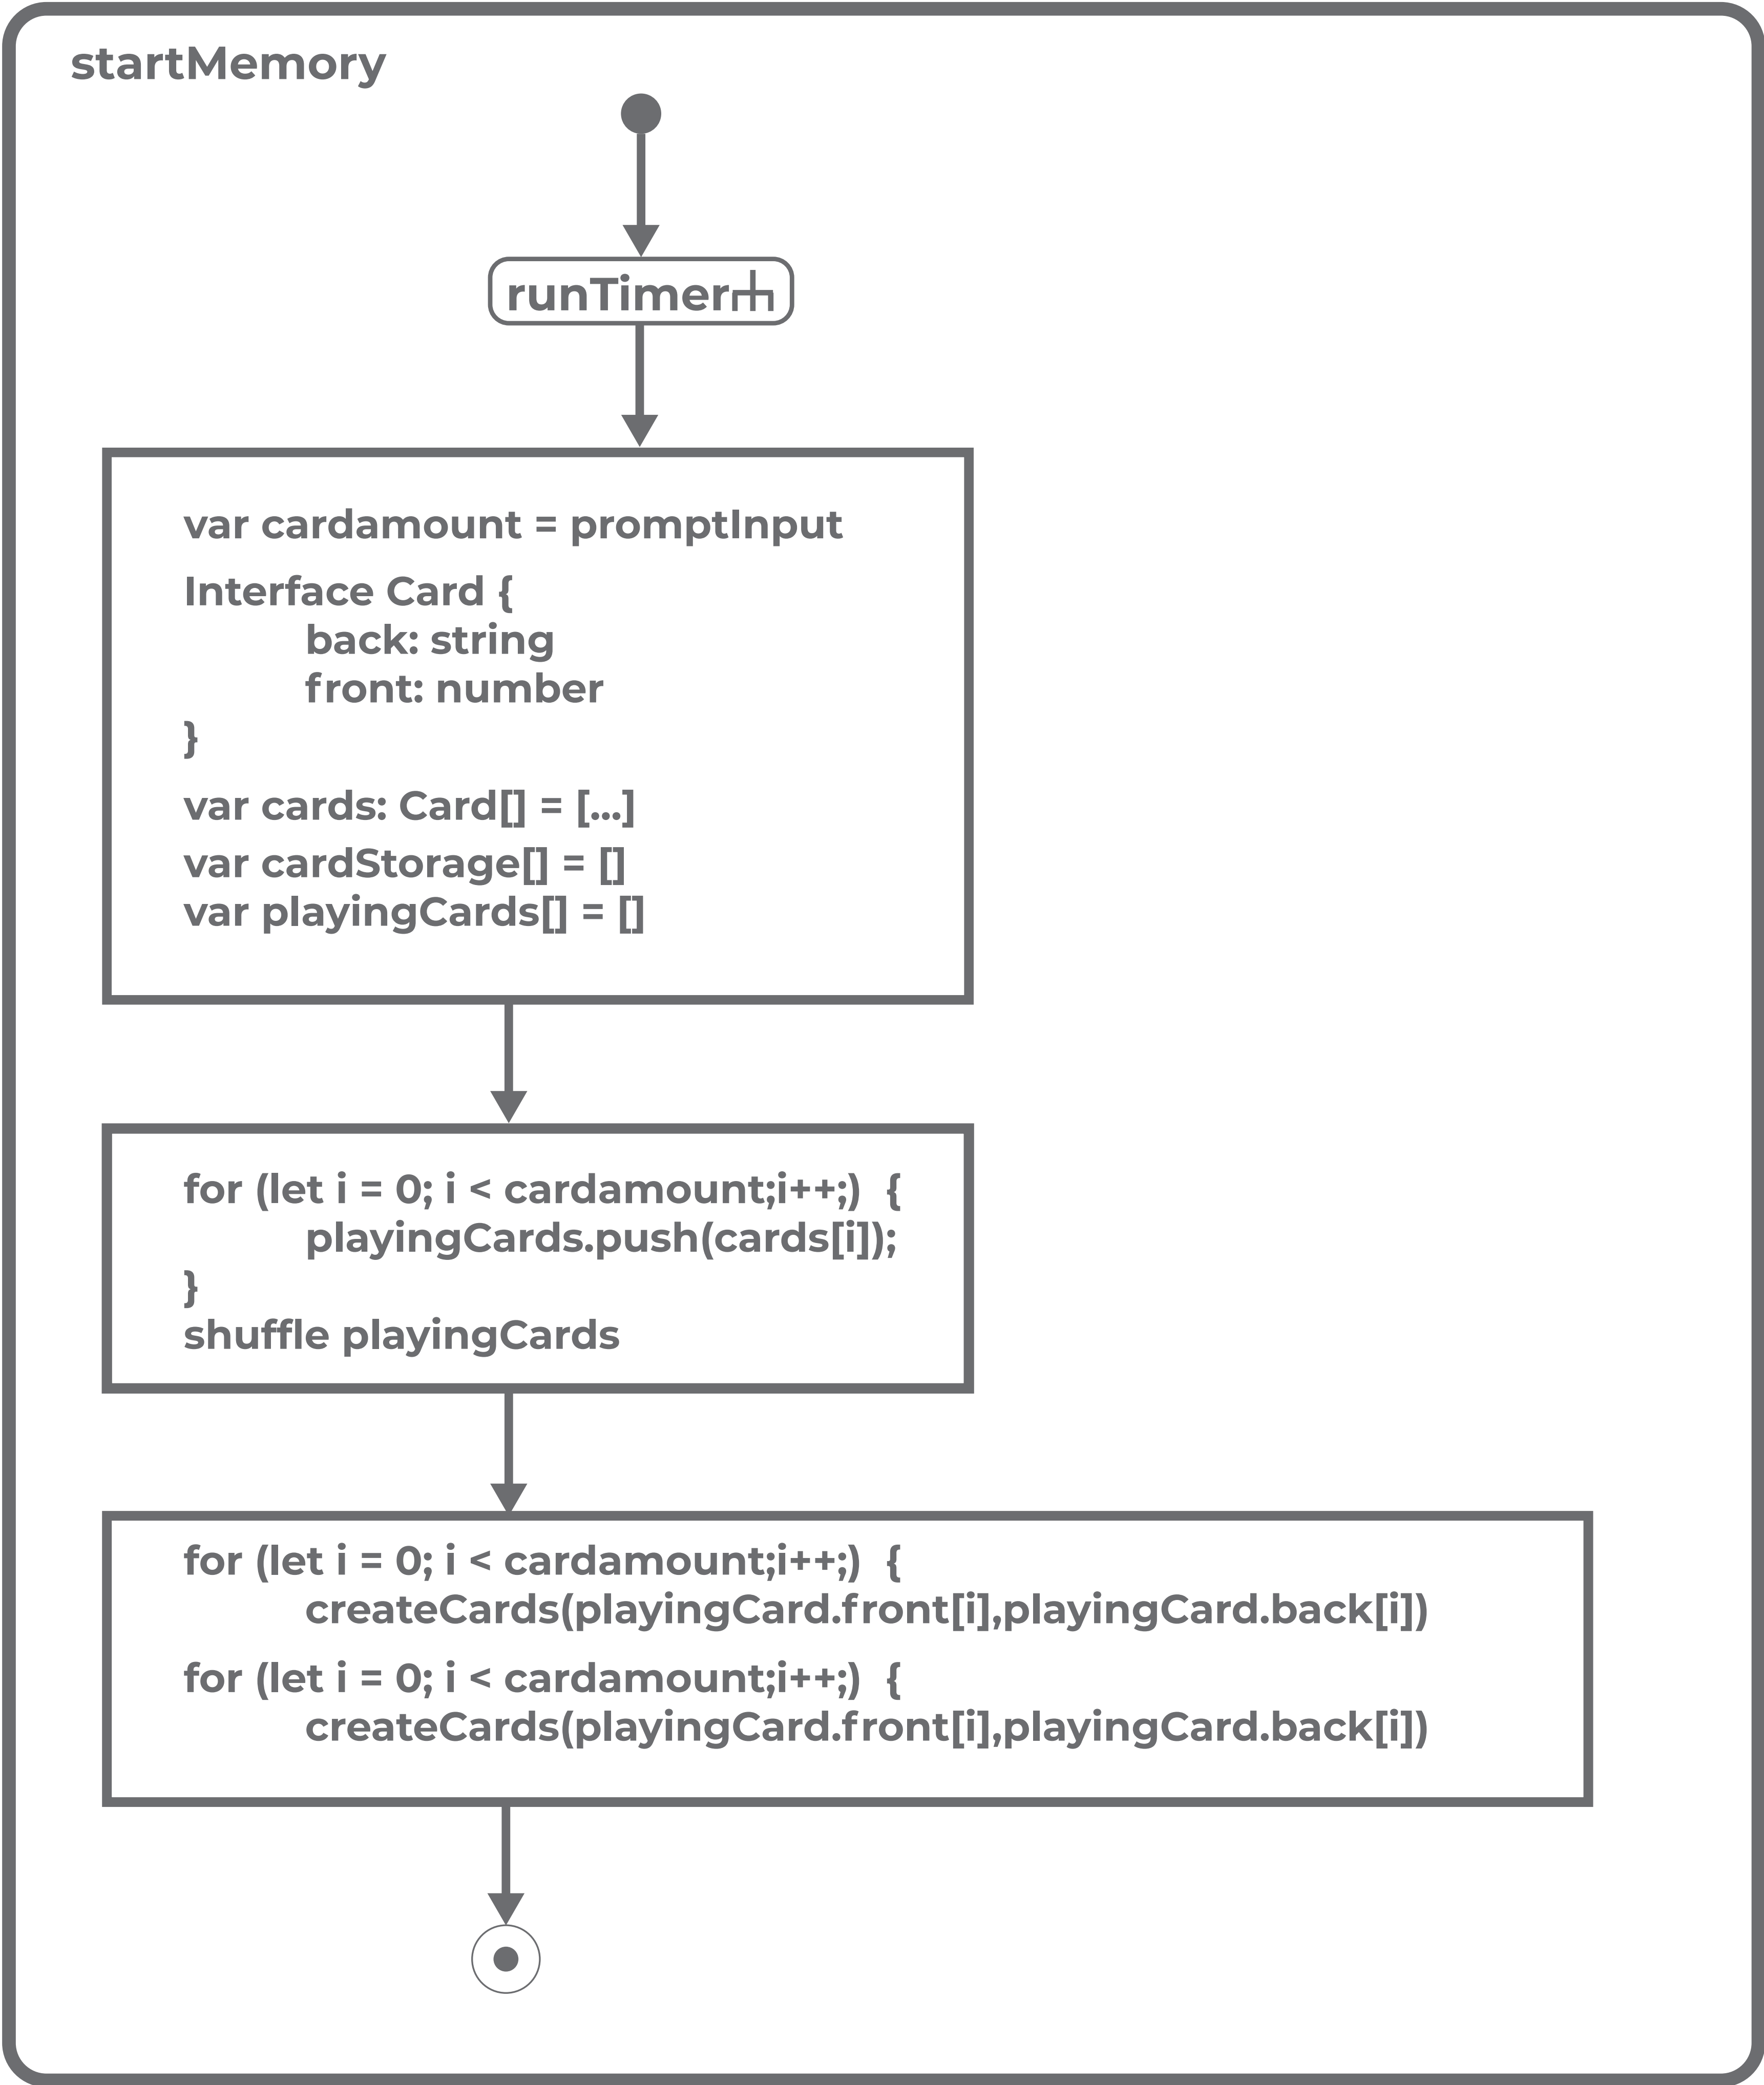 startMemory
runTimer
var cardamount = promptInput
Interface Card {
back: string
front: number
}
var cards: Card[] = [...]
var cardStorage[] = []
var playingCards[] = []
for (let i = 0; i < cardamount;i++;) {
playingCards.push(cards[i]);
}
shuffle playingCards
for (let i = 0; i < cardamount;i++;) {
createCards(playingCard.front[i],playingCard.back[i])
for (let i = 0; i < cardamount;i++;) {
createCards(playingCard.front[i],playingCard.back[i])